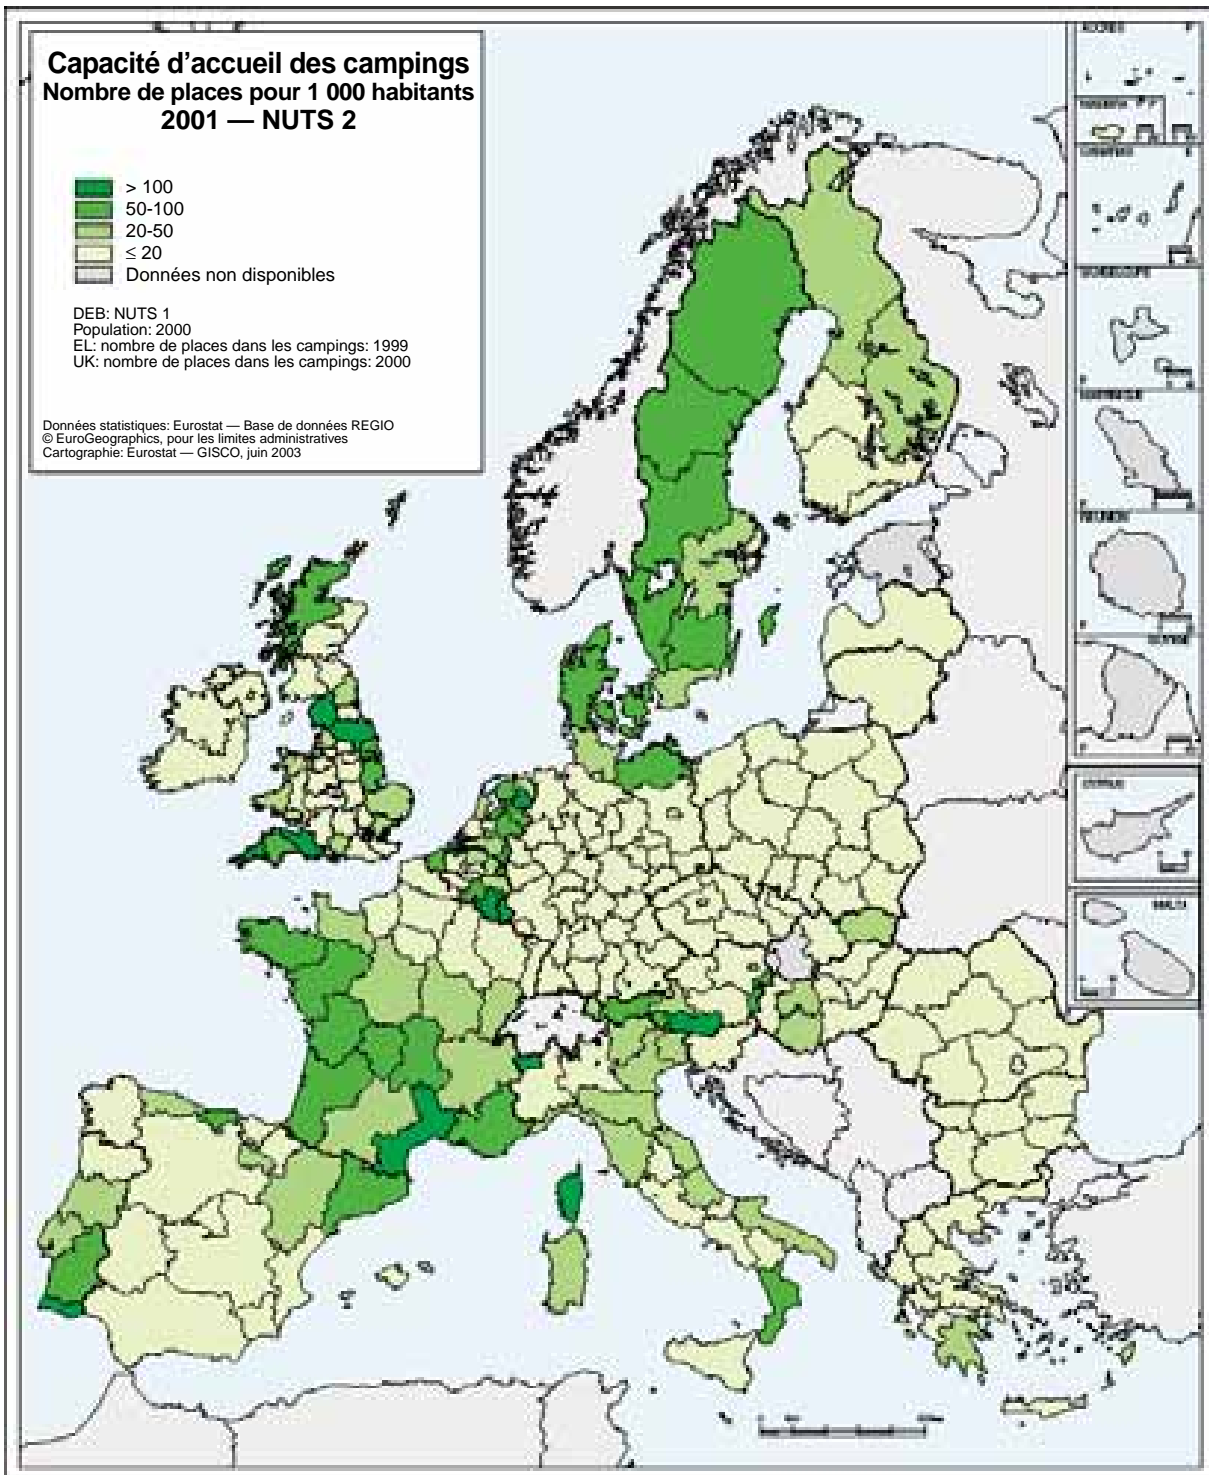 Capacité d’accueil des campings
Nombre de places pour 1 000 habitants
2001 — NUTS 2
> 100
50-100
20-50
≤ 20
Données non disponibles
DEB: NUTS 1
Population: 2000
EL: nombre de places dans les campings: 1999
UK: nombre de places dans les campings: 2000
Données statistiques: Eurostat — Base de données REGIO
© EuroGeographics, pour les limites administratives
Cartographie: Eurostat — GISCO, juin 2003